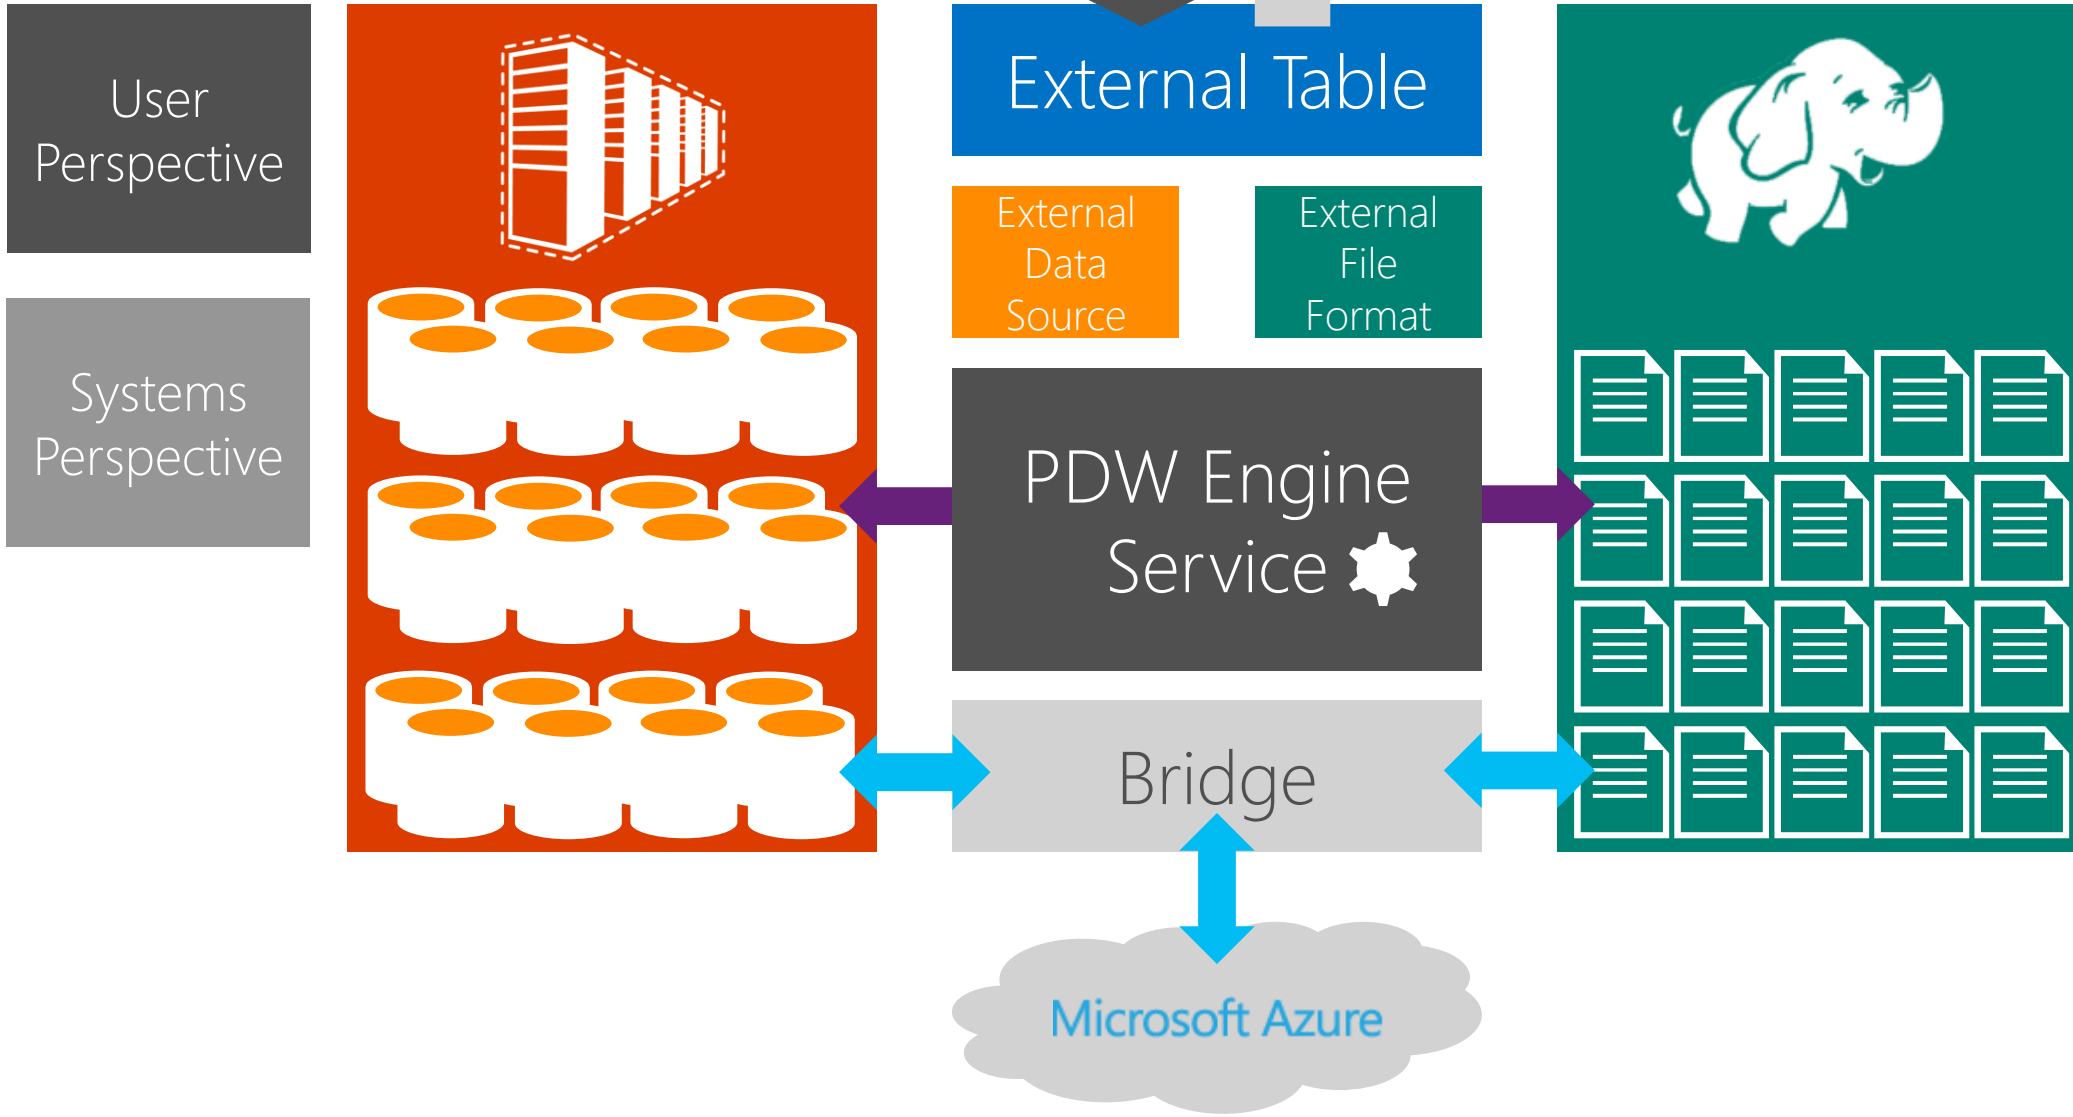 User
Perspective
Systems
Perspective
External Table
External
Data
Source
External
File
Format
PDW Engine
Service
Bridge
Microsoft Azure